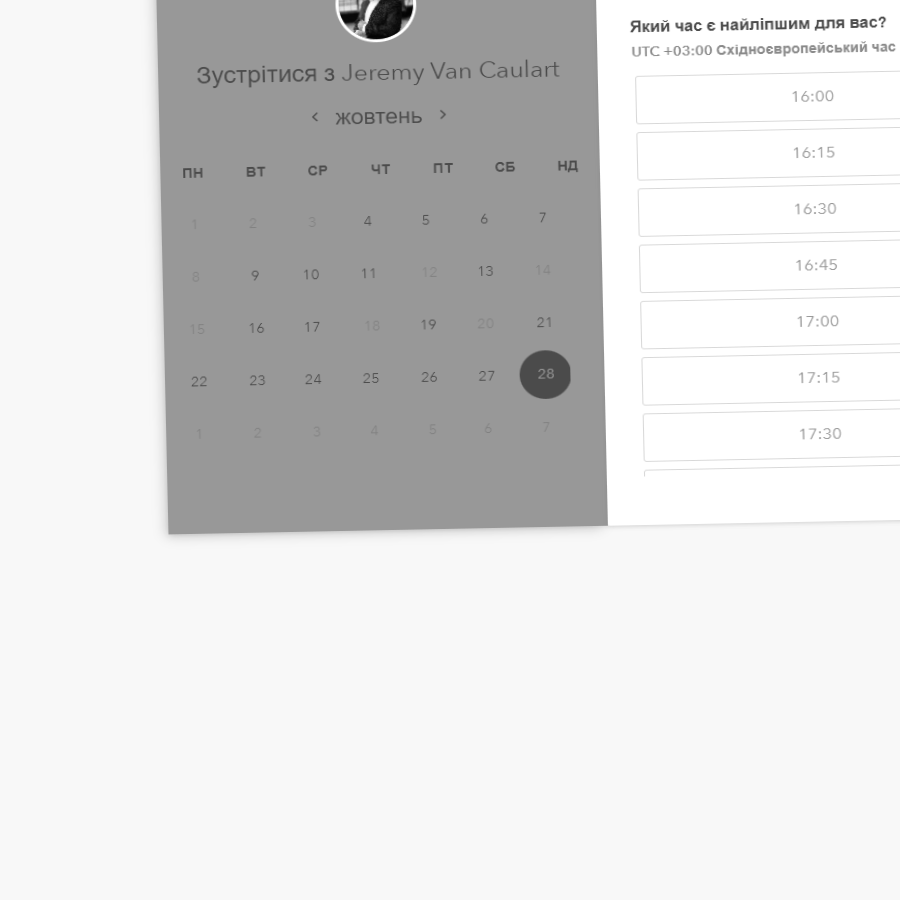 Зустрітися з Jeremy Van Caulart
‹ жовтень ›
ПН ВТ СР ЧТ ПТ СБ НД
1 2 3 4 5 6 7
8 9 10 11 12 13 14
15 16 17 18 19 20 21
22 23 24 25 26 27 28
1 2 3 4 5 6 7
Який час є найліпшим для вас?
UTC +03:00 Східноєвропейський час
16:00
16:15
16:30
16:45
17:00
17:15
17:30